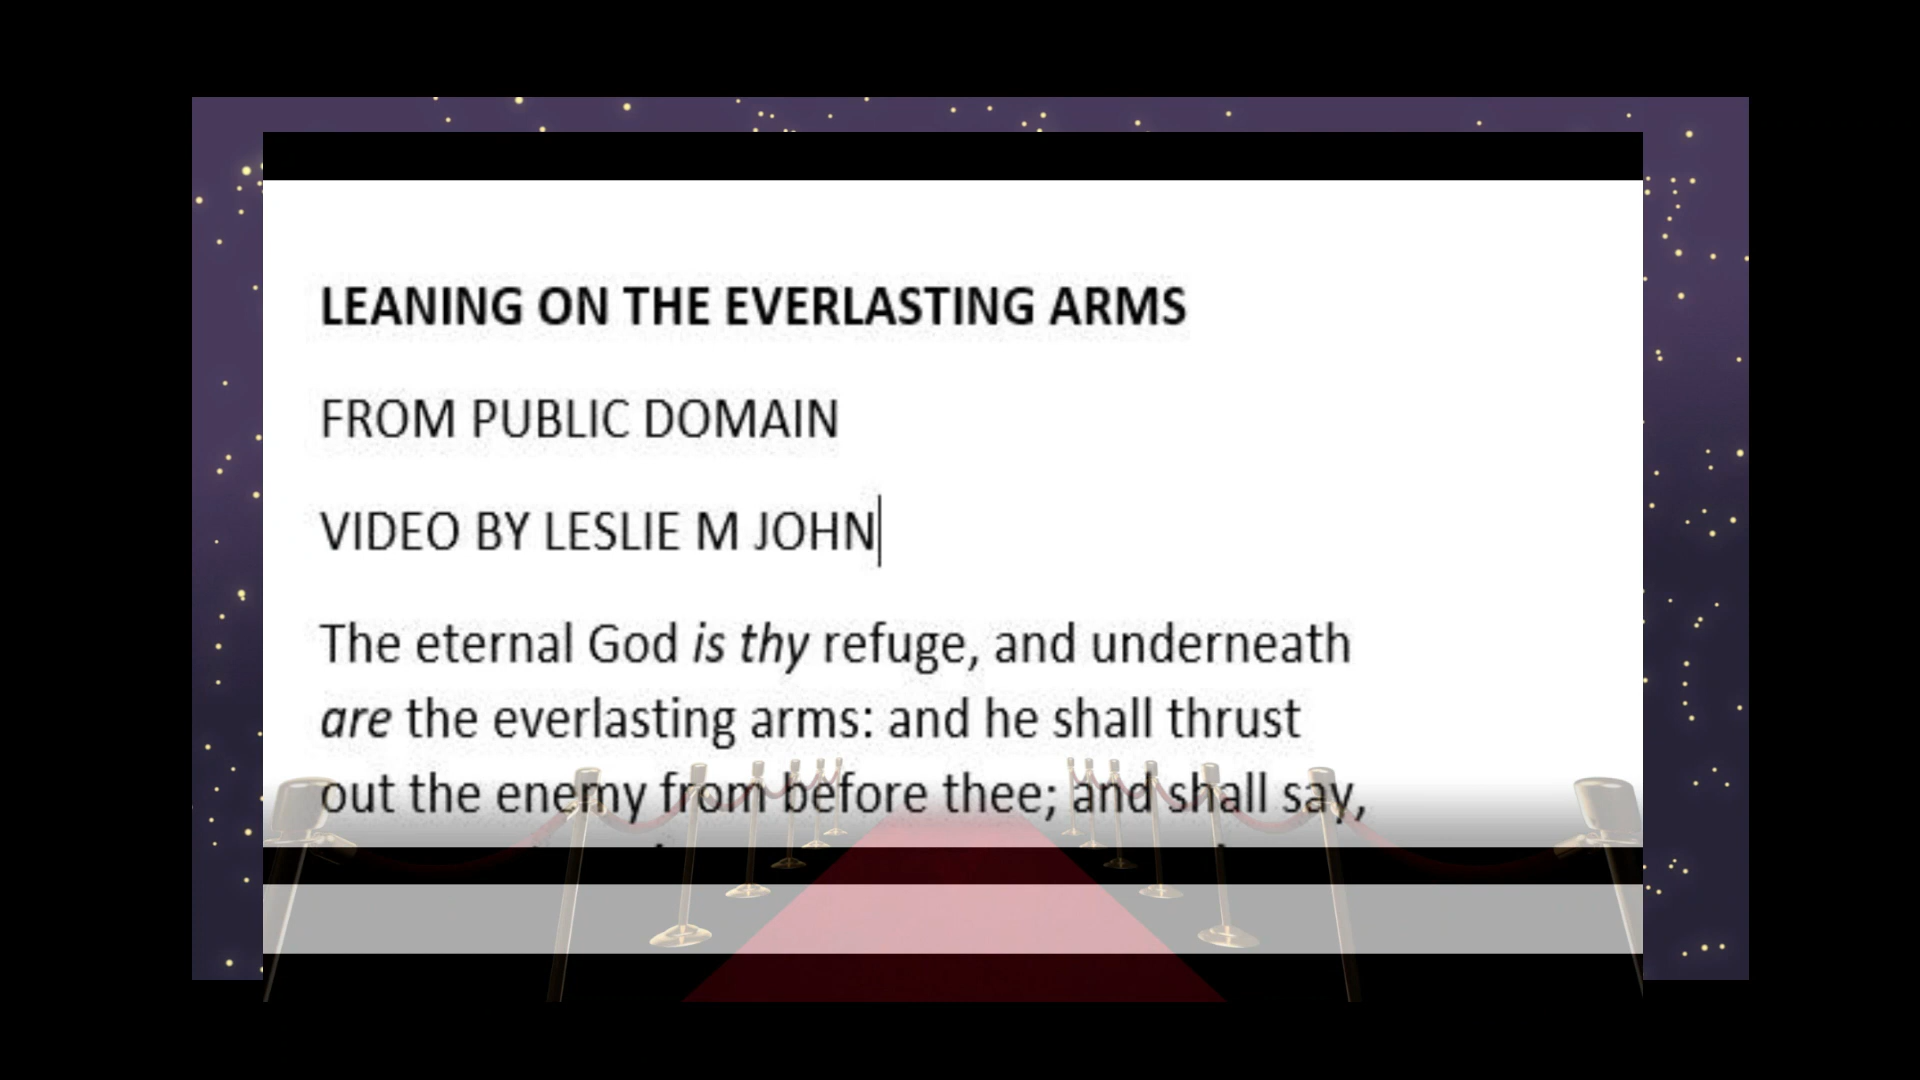 LEANING ON THE EVERLASTING ARMS
FROM PUBLIC DOMAIN
VIDEO BY LESLIE M JOHN
The eternal God is thy refuge, and underneath
are the everlasting arms: and he shall thrust
out the enemy from before thee; and shall say,